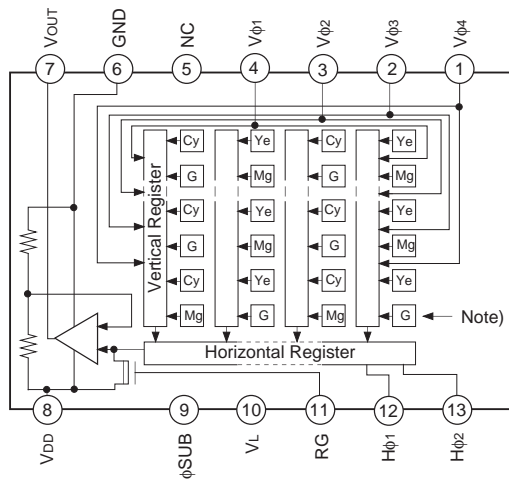 VOUT
GND
NC
Vϕ1
Vϕ2
Vϕ3
Vϕ4
7
6
5
4
3
2
1
Cy Ye Cy Ye
G Mg G Mg
Cy Ye Cy Ye
G Mg G Mg
Cy Ye Cy Ye
Mg G Mg G
Vertical Register
Note)
Horizontal Register
8
9
10
11
12
13
VDD
ϕSUB
VL
RG
Hϕ1
Hϕ2